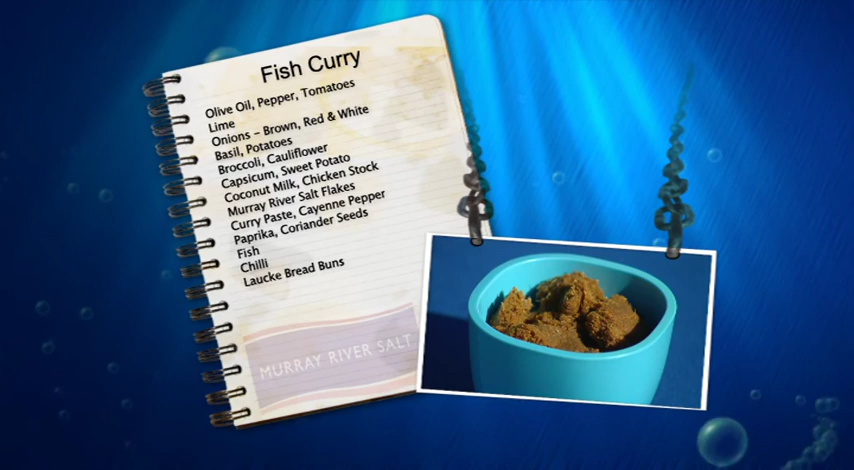 Fish Curry
Olive Oil, Pepper, Tomatoes
Lime
Onions – Brown, Red & White
Basil, Potatoes
Broccoli, Cauliflower
Capsicum, Sweet Potato
Coconut Milk, Chicken Stock
Murray River Salt Flakes
Curry Paste, Cayenne Pepper
Paprika, Coriander Seeds
Fish
Chilli
Laucke Bread Buns
MURRAY RIVER SALT